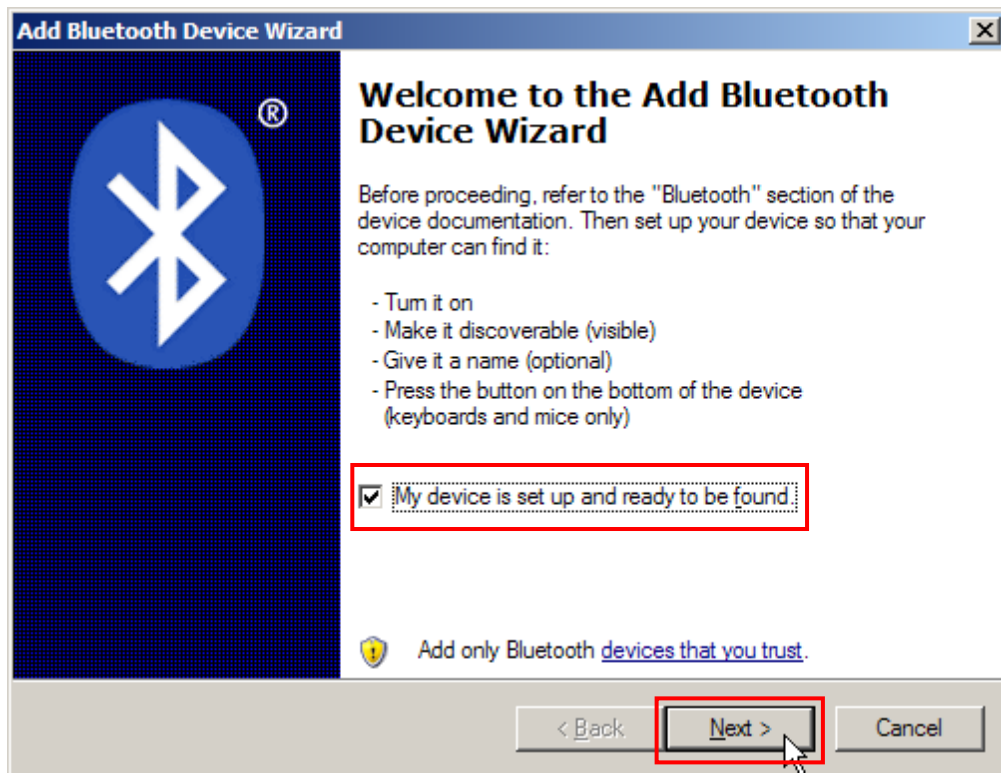 Add Bluetooth Device Wizard
®
Welcome to the Add Bluetooth
Device Wizard
Before proceeding, refer to the "Bluetooth" section of the
device documentation. Then set up your device so that your
computer can find it:
- Turn it on
- Make it discoverable (visible)
- Give it a name (optional)
- Press the button on the bottom of the device
(keyboards and mice only)
My device is set up and ready to be found.
Add only Bluetooth devices that you trust.
< Back Next > Cancel